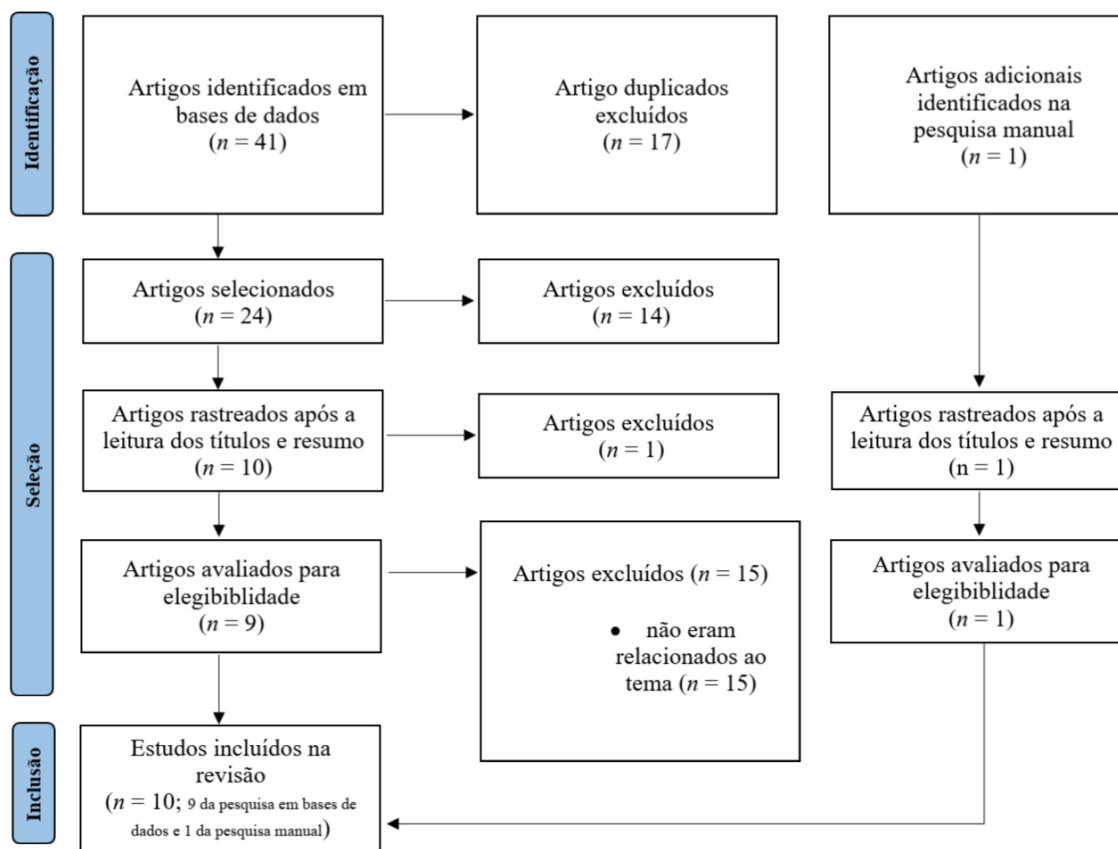 Identificação
Artigos identificados em
bases de dados
(n = 41)
Artigo duplicados
excluídos
(n = 17)
Artigos adicionais
identificados na
pesquisa manual
(n = 1)
Seleção
Artigos selecionados
(n = 24)
Artigos excluídos
(n = 14)
Artigos rastreados após a
leitura dos títulos e resumo
(n = 10)
Artigos excluídos
(n = 1)
Artigos rastreados após a
leitura dos títulos e resumo
(n = 1)
Artigos avaliados para
elegibiblidade
(n = 9)
Artigos excluídos (n = 15)
• não eram
relacionados ao
tema (n = 15)
Artigos avaliados para
elegibiblidade
(n = 1)
Inclusão
Estudos incluídos na
revisão
(n = 10; 9 da pesquisa em bases de
dados e 1 da pesquisa manual)